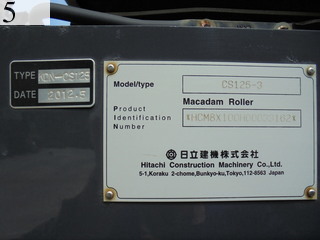 5
TYPE KDX-CS125
DATE 2012.5
Model/type CS125-3
Macadam Roller
Product
Identification
Number
日立建機株式会社
Hitachi Construction Machinery Co.,Ltd.
5-1,Koraku 2-chome,Bunkyo-ku,Tokyo,112-8563 Japan